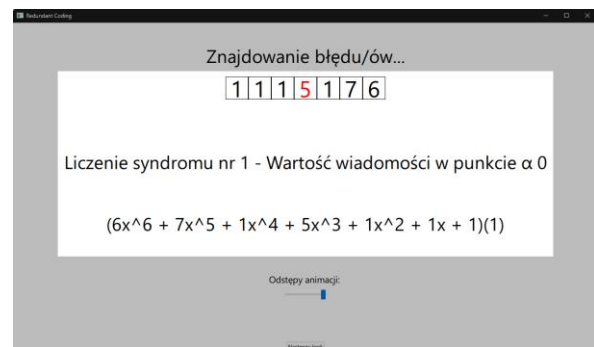 Redundant Coding
Znajdowanie błędu/ów...
1 1 1 5 1 7 6
Liczenie syndromu nr 1 - Wartość wiadomości w punkcie α 0
(6x^6 + 7x^5 + 1x^4 + 5x^3 + 1x^2 + 1x + 1)(1)
Odstępy animacji: